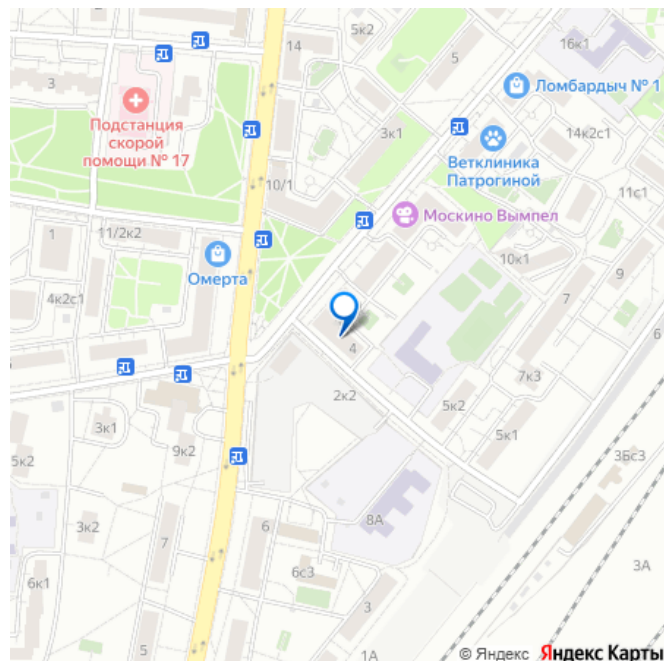 5к2
14
5
16к1
Ломбардыч № 1
3
Подстанция
скорой
помощи № 17
3к1
14к2с1
Ветклиника
Патрогиной
10/1
11с1
Москино Вымпел
1
11/2к2
Омерта
10к1
9
4к2с1
7
6
4
7к3
2к2
5к2
5к1
3к1
9к2
5к2
3Бс3
8А
3к2
6
7
3А
6к1
6с3
3
5
1А
© Яндекс Яндекс Карты